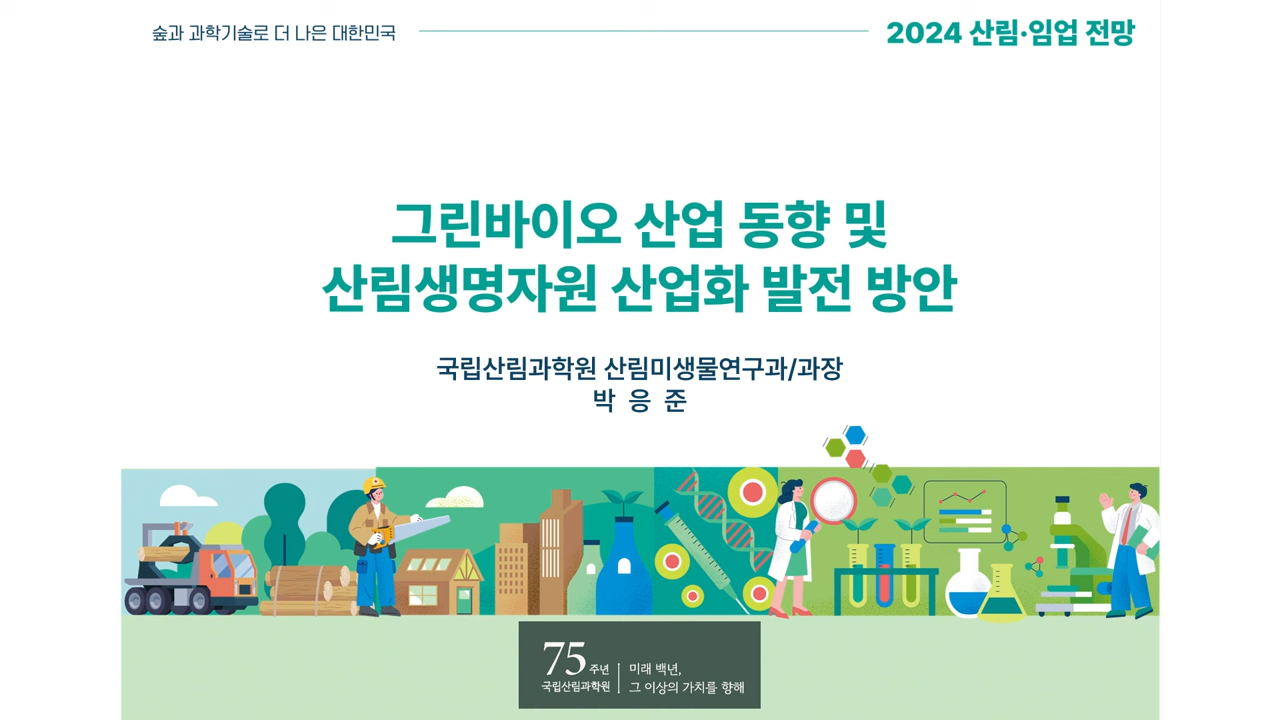 숲과 과학기술로 더 나은 대한민국
2024 산림·임업 전망
그린바이오 산업 동향 및
산림생명자원 산업화 발전 방안
국립산림과학원 산림미생물연구과/과장
박 응 준
75주년
국립산림과학원
미래 백년,
그 이상의 가치를 향해